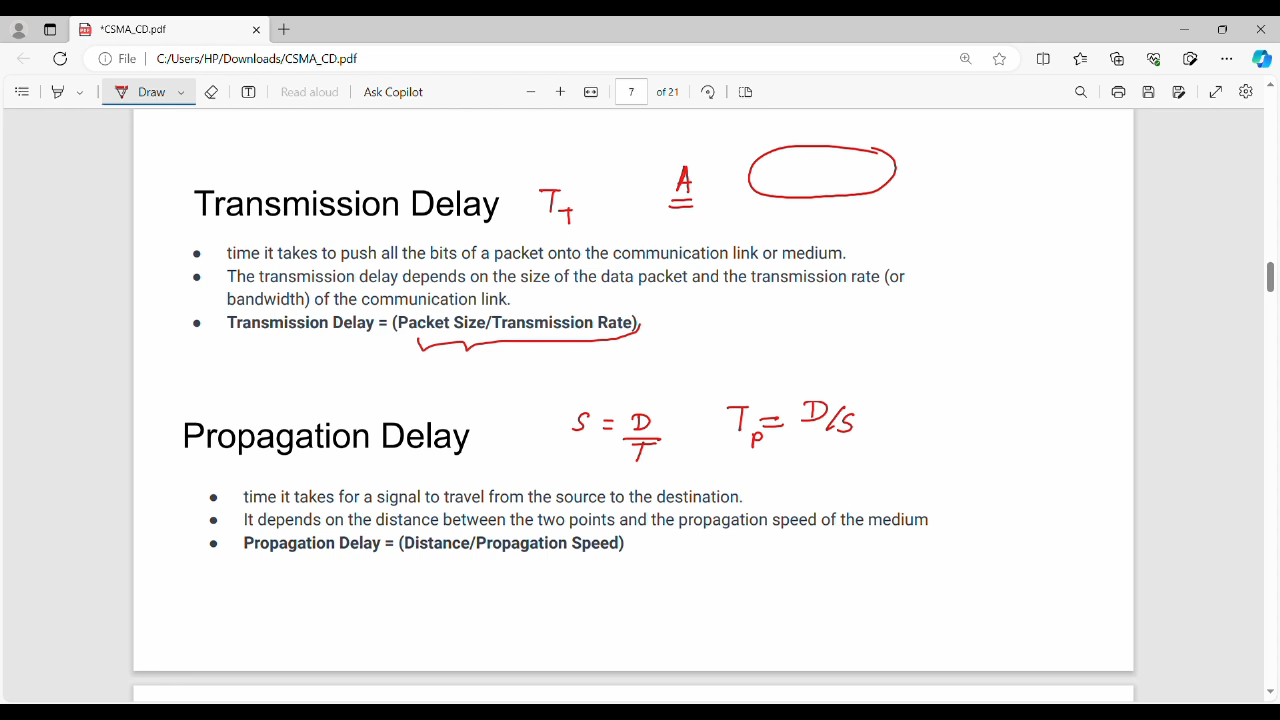 *CSMA_CD.pdf
File C:/Users/HP/Downloads/CSMA_CD.pdf
Draw Read aloud Ask Copilot 7 of 21
Transmission Delay T_T A
time it takes to push all the bits of a packet onto the communication link or medium.
The transmission delay depends on the size of the data packet and the transmission rate (or
bandwidth) of the communication link.
Transmission Delay = (Packet Size/Transmission Rate),
Propagation Delay S = D/T T_p = D/S
time it takes for a signal to travel from the source to the destination.
It depends on the distance between the two points and the propagation speed of the medium
Propagation Delay = (Distance/Propagation Speed)